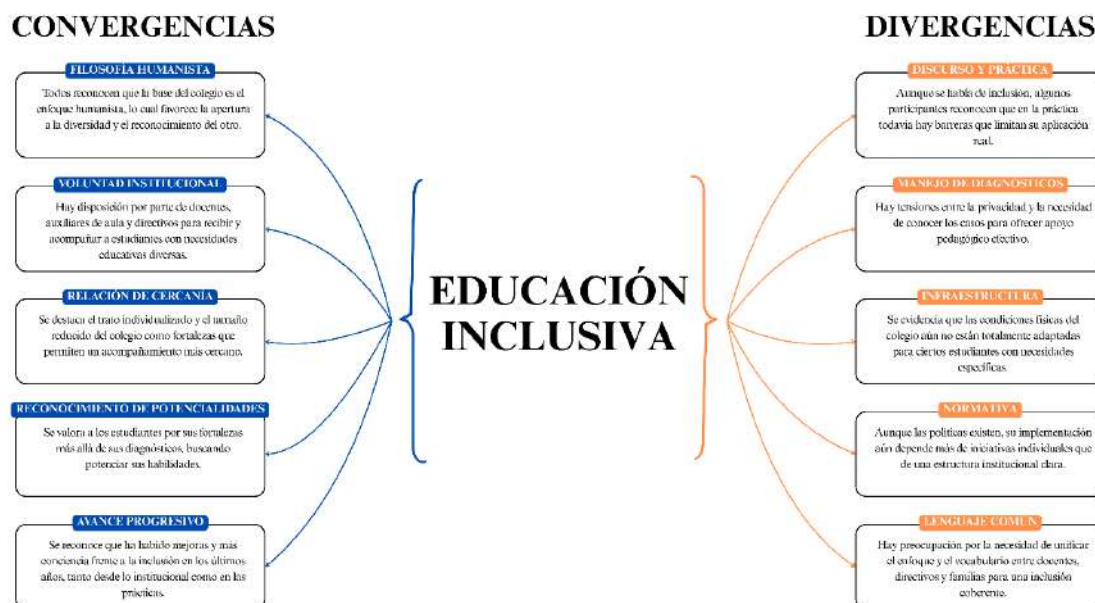 CONVERGENCIAS
FILOSOFÍA HUMANISTA
Todos reconocen que la base del colegio es el
enfoque humanista, lo cual favorece la apertura
a la diversidad y el reconocimiento del otro.
VOLUNTAD INSTITUCIONAL
Hay disposición por parte de docentes,
auxiliares de aula y directivos para recibir y
acompañar a estudiantes con necesidades
educativas diversas.
RELACIÓN DE CERCANÍA
Se destaca el trato individualizado y el tamaño
reducido del colegio como fortalezas que
permiten un acompañamiento más cercano.
RECONOCIMIENTO DE POTENCIALIDADES
Se valora a los estudiantes por sus fortalezas
más allá de sus diagnósticos, buscando
potenciar sus habilidades.
AVANCE PROGRESIVO
Se reconoce que ha habido mejoras y más
conciencia frente a la inclusión en los últimos
años, tanto desde lo institucional como en las
prácticas.
EDUCACIÓN
INCLUSIVA
DIVERGENCIAS
DISCURSO Y PRÁCTICA
Aunque se habla de inclusión, algunos
participantes reconocen que en la práctica
todavía hay barreras que limitan su aplicación
real.
MANEJO DE DIAGNÓSTICOS
Hay tensiones entre la privacidad y la necesidad
de conocer los casos para ofrecer apoyo
pedagógico efectivo.
INFRAESTRUCTURA
Se evidencia que las condiciones físicas del
colegio aún no están totalmente adaptadas
para ciertos estudiantes con necesidades
específicas.
NORMATIVA
Aunque las políticas existen, su implementación
aún depende más de iniciativas individuales que
de una estructura institucional clara.
LENGUAJE COMÚN
Hay preocupación por la necesidad de unificar
el enfoque y el vocabulario entre docentes,
directivos y familias para una inclusión
coherente.